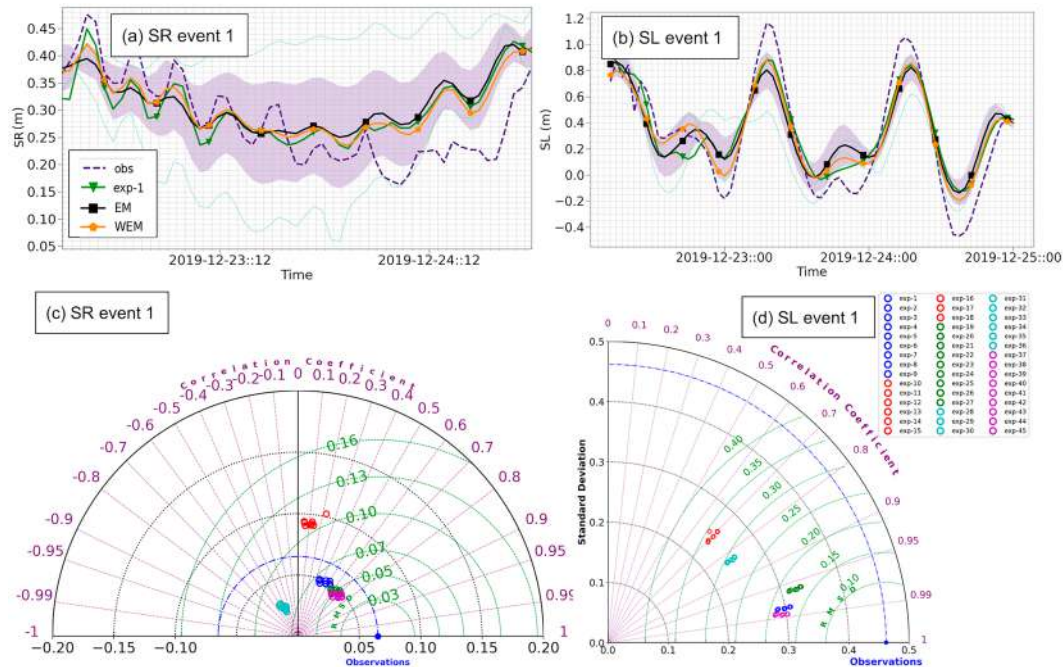 (a) SR event 1
SR (m)
0.45
0.40
0.35
0.30
0.25
0.20
0.15
0.10
0.05
obs
exp-1
EM
WEM
2019-12-23::12
2019-12-24::12
Time
(b) SL event 1
SL (m)
1.2
1.0
0.8
0.6
0.4
0.2
0.0
−0.2
−0.4
2019-12-23::00
2019-12-24::00
2019-12-25::00
Time
(c) SR event 1
Correlation Coefficient
-1
-0.99
-0.95
-0.9
-0.8
-0.7
-0.6
-0.5
-0.4
-0.3
-0.2
-0.1
0
0.1
0.2
0.3
0.4
0.5
0.6
0.7
0.8
0.9
0.95
0.99
1
0.16
0.13
0.10
0.07
0.05
0.03
RMSD
−0.20
−0.15
−0.10
0.00
0.05
0.10
0.15
0.20
Observations
(d) SL event 1
exp-1
exp-2
exp-3
exp-4
exp-5
exp-6
exp-7
exp-8
exp-9
exp-10
exp-11
exp-12
exp-13
exp-14
exp-15
exp-16
exp-17
exp-18
exp-19
exp-20
exp-21
exp-22
exp-23
exp-24
exp-25
exp-26
exp-27
exp-28
exp-29
exp-30
exp-31
exp-32
exp-33
exp-34
exp-35
exp-36
exp-37
exp-38
exp-39
exp-40
exp-41
exp-42
exp-43
exp-44
exp-45
Correlation Coefficient
0
0.1
0.2
0.3
0.4
0.5
0.6
0.7
0.8
0.9
0.95
0.99
1
Standard Deviation
0.5
0.4
0.3
0.2
0.1
0.0
0.40
0.35
0.30
0.25
0.20
0.15
0.10
RMSD
0.0
0.1
0.2
0.3
0.4
0.5
Observations